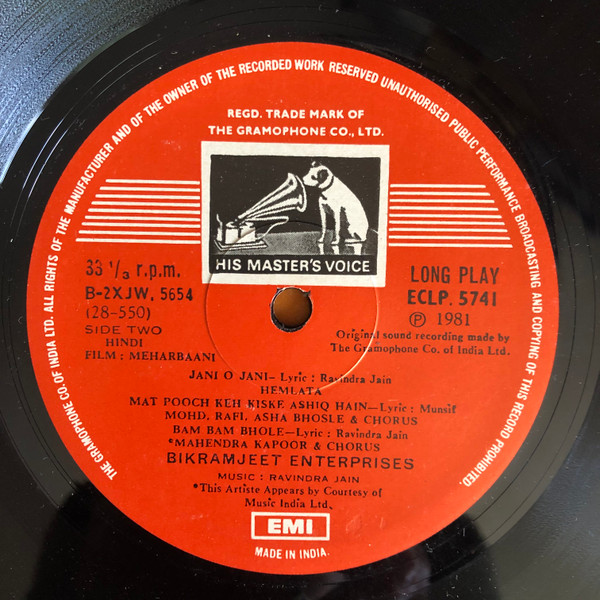 THE GRAMOPHONE CO. OF INDIA LTD. ALL RIGHTS OF THE MANUFACTURER AND OF THE OWNER OF THE RECORDED WORK RESERVED UNAUTHORISED PUBLIC PERFORMANCE BROADCASTING AND COPYING OF THIS RECORD PROHIBITED.
REGD. TRADE MARK OF
THE GRAMOPHONE CO., LTD.
HIS MASTER'S VOICE
33 1/3 r.p.m.
B-2XJW. 5654
(28-550)
SIDE TWO
HINDI
FILM : MEHARBAANI
LONG PLAY
ECLP. 5741
Ⓟ 1981
Original sound recording made by
The Gramophone Co. of India Ltd.
JANI O JANI—Lyric : Ravindra Jain
HEMLATA
MAT POOCH KEH KISKE ASHIQ HAIN—Lyric : Munsif
MOHD. RAFI, ASHA BHOSLE & CHORUS
BAM BAM BHOLE—Lyric : Ravindra Jain
*MAHENDRA KAPOOR & CHORUS
BIKRAMJEET ENTERPRISES
MUSIC : RAVINDRA JAIN
*This Artiste Appears by Courtesy of
Music India Ltd.
EMI
MADE IN INDIA.